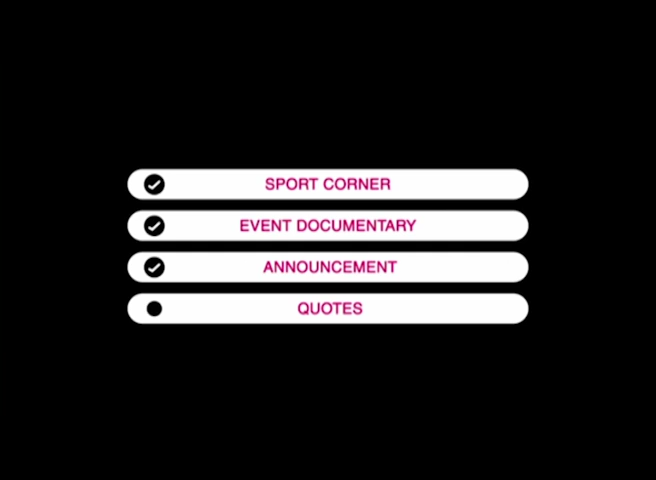 SPORT CORNER
EVENT DOCUMENTARY
ANNOUNCEMENT
QUOTES